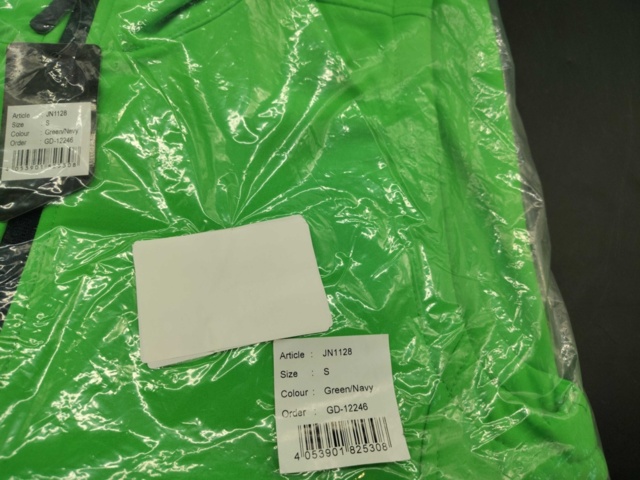 Article : JN1128
Size : S
Colour : Green/Navy
Order : GD-12246
4053901825308
Article : JN1128
Size : S
Colour : Green/Navy
Order : GD-12246
4 053901 825308